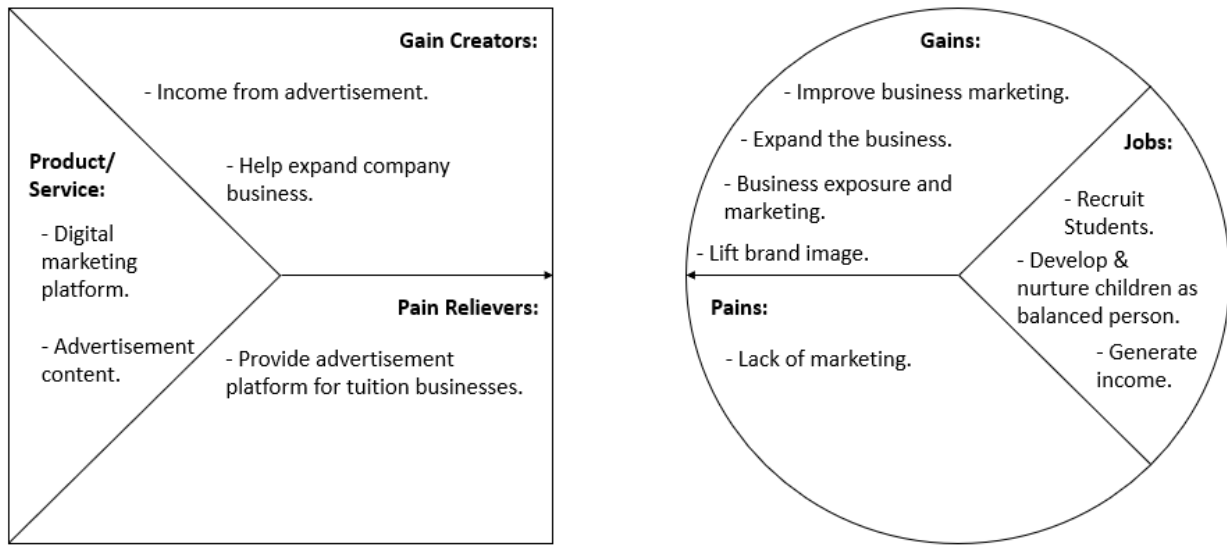 Gain Creators:
- Income from advertisement.
- Help expand company
business.
Product/
Service:
- Digital
marketing
platform.
- Advertisement
content.
Pain Relievers:
- Provide advertisement
platform for tuition businesses.
Gains:
- Improve business marketing.
- Expand the business.
- Business exposure and
marketing.
- Lift brand image.
Jobs:
- Recruit
Students.
- Develop &
nurture children as
balanced person.
- Generate
income.
Pains:
- Lack of marketing.